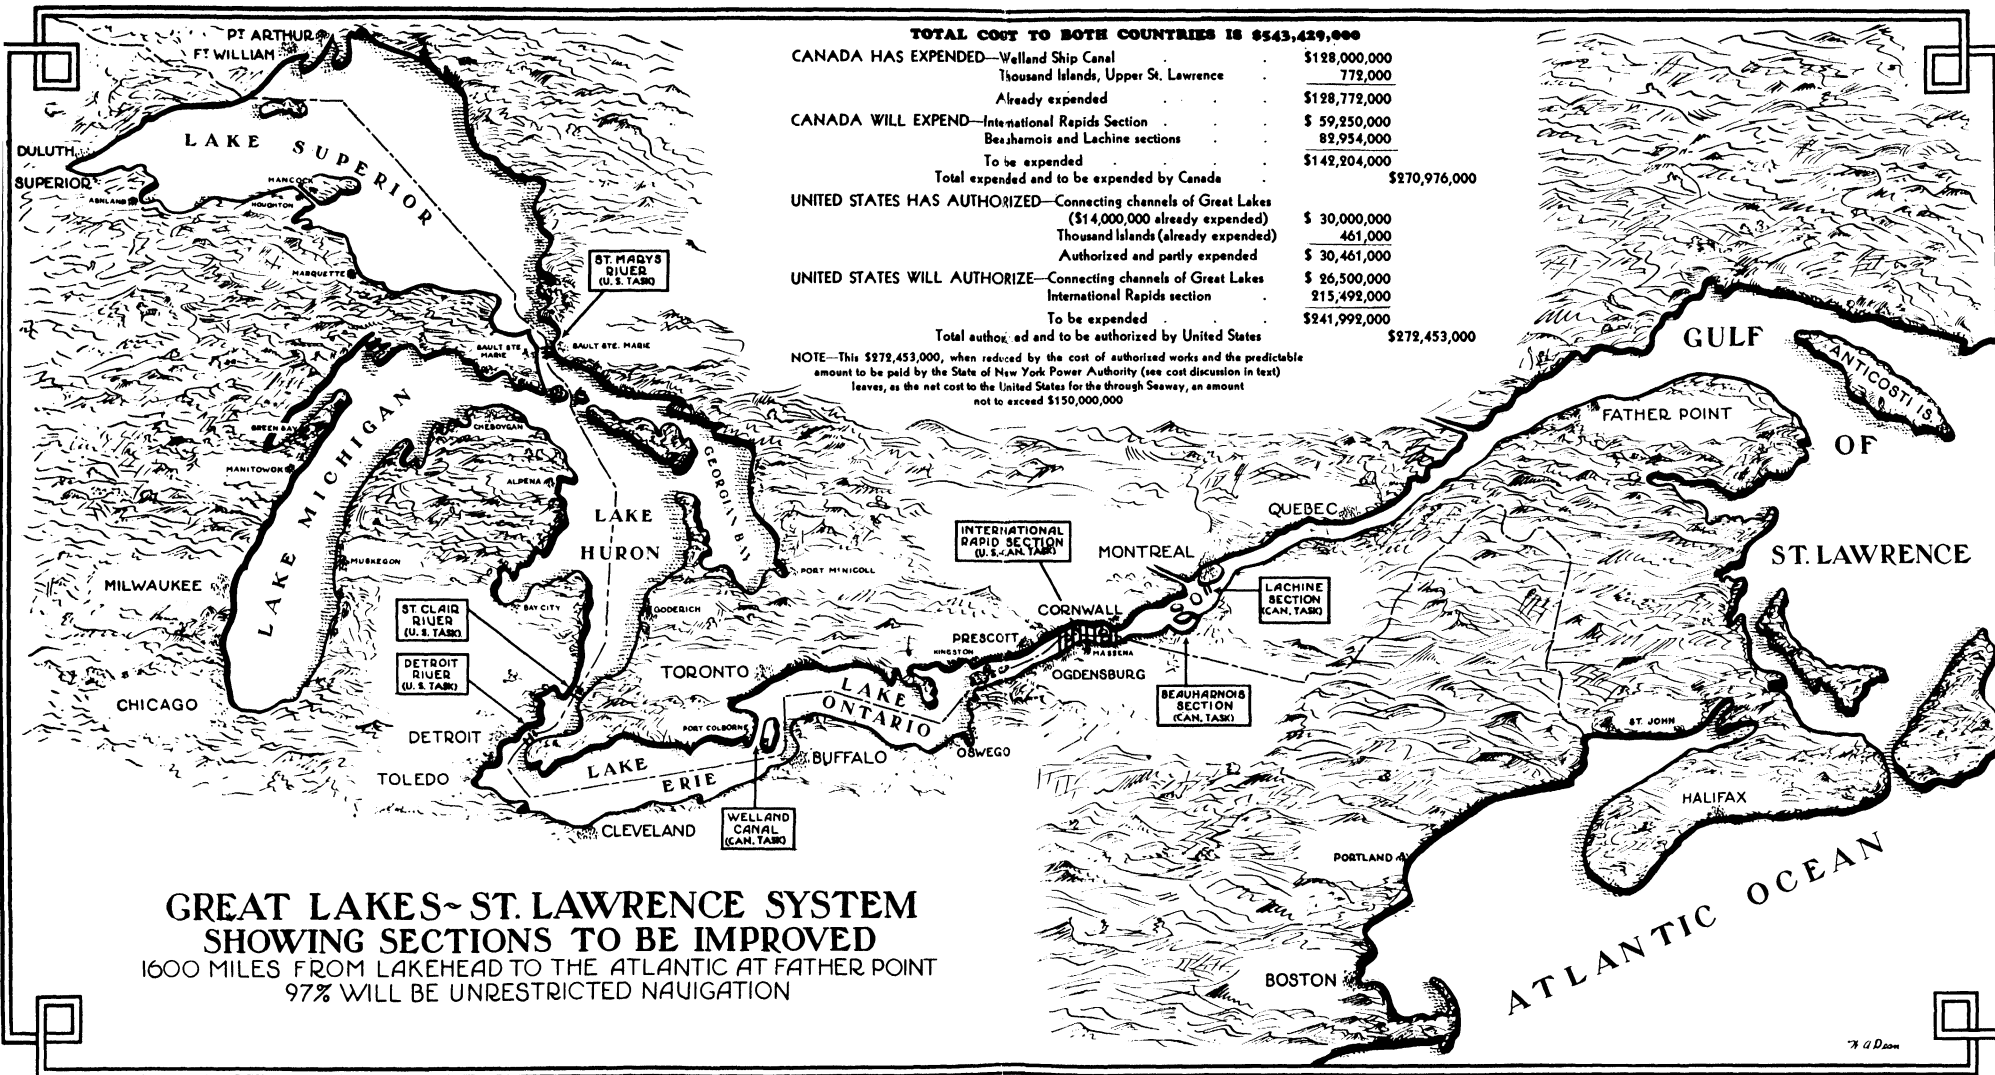 TOTAL COST TO BOTH COUNTRIES IS $543,429,000
CANADA HAS EXPENDED—Welland Ship Canal . . $128,000,000
Thousand Islands, Upper St. Lawrence . 772,000
Already expended . . . $128,772,000
CANADA WILL EXPEND—International Rapids Section . . . $ 59,250,000
Beauharnois and Lachine sections . . 82,954,000
To be expended . . . . $142,204,000
Total expended and to be expended by Canada . $270,976,000
UNITED STATES HAS AUTHORIZED—Connecting channels of Great Lakes
($14,000,000 already expended) $ 30,000,000
Thousand Islands (already expended) 461,000
Authorized and partly expended $ 30,461,000
UNITED STATES WILL AUTHORIZE—Connecting channels of Great Lakes $ 26,500,000
International Rapids section . 215,492,000
To be expended . . . $241,992,000
Total authorized and to be authorized by United States $272,453,000
NOTE—This $272,453,000, when reduced by the cost of authorized works and the predictable
amount to be paid by the State of New York Power Authority (see cost discussion in text)
leaves, as the net cost to the United States for the through Seaway, an amount
not to exceed $150,000,000
PT ARTHUR
FT WILLIAM
LAKE SUPERIOR
DULUTH
SUPERIOR
ASHLAND
HANCOCK
HOUGHTON
MARQUETTE
ST. MARYS
RIVER
(U. S. TASK)
SAULT STE
MARIE
SAULT STE. MARIE
GREEN BAY
MANITOWOK
LAKE MICHIGAN
CHEBOYGAN
ALPENA
LAKE
HURON
GEORGIAN BAY
MILWAUKEE
MUSKEGON
CHICAGO
BAY CITY
ST. CLAIR
RIVER
(U. S. TASK)
GODERICH
PORT McNICOLL
DETROIT
RIVER
(U. S. TASK)
DETROIT
TOLEDO
TORONTO
PORT COLBORNE
LAKE
ERIE
CLEVELAND
WELLAND
CANAL
(CAN. TASK)
BUFFALO
LAKE
ONTARIO
OSWEGO
KINGSTON
PRESCOTT
OGDENSBURG
CORNWALL
MASSENA
INTERNATIONAL
RAPID SECTION
(U. S.-CAN. TASK)
MONTREAL
LACHINE
SECTION
(CAN. TASK)
BEAUHARNOIS
SECTION
(CAN. TASK)
QUEBEC
FATHER POINT
GULF
OF
ST. LAWRENCE
ANTICOSTI IS.
ST. JOHN
HALIFAX
PORTLAND
BOSTON
ATLANTIC OCEAN
GREAT LAKES~ST. LAWRENCE SYSTEM
SHOWING SECTIONS TO BE IMPROVED
1600 MILES FROM LAKEHEAD TO THE ATLANTIC AT FATHER POINT
97% WILL BE UNRESTRICTED NAVIGATION